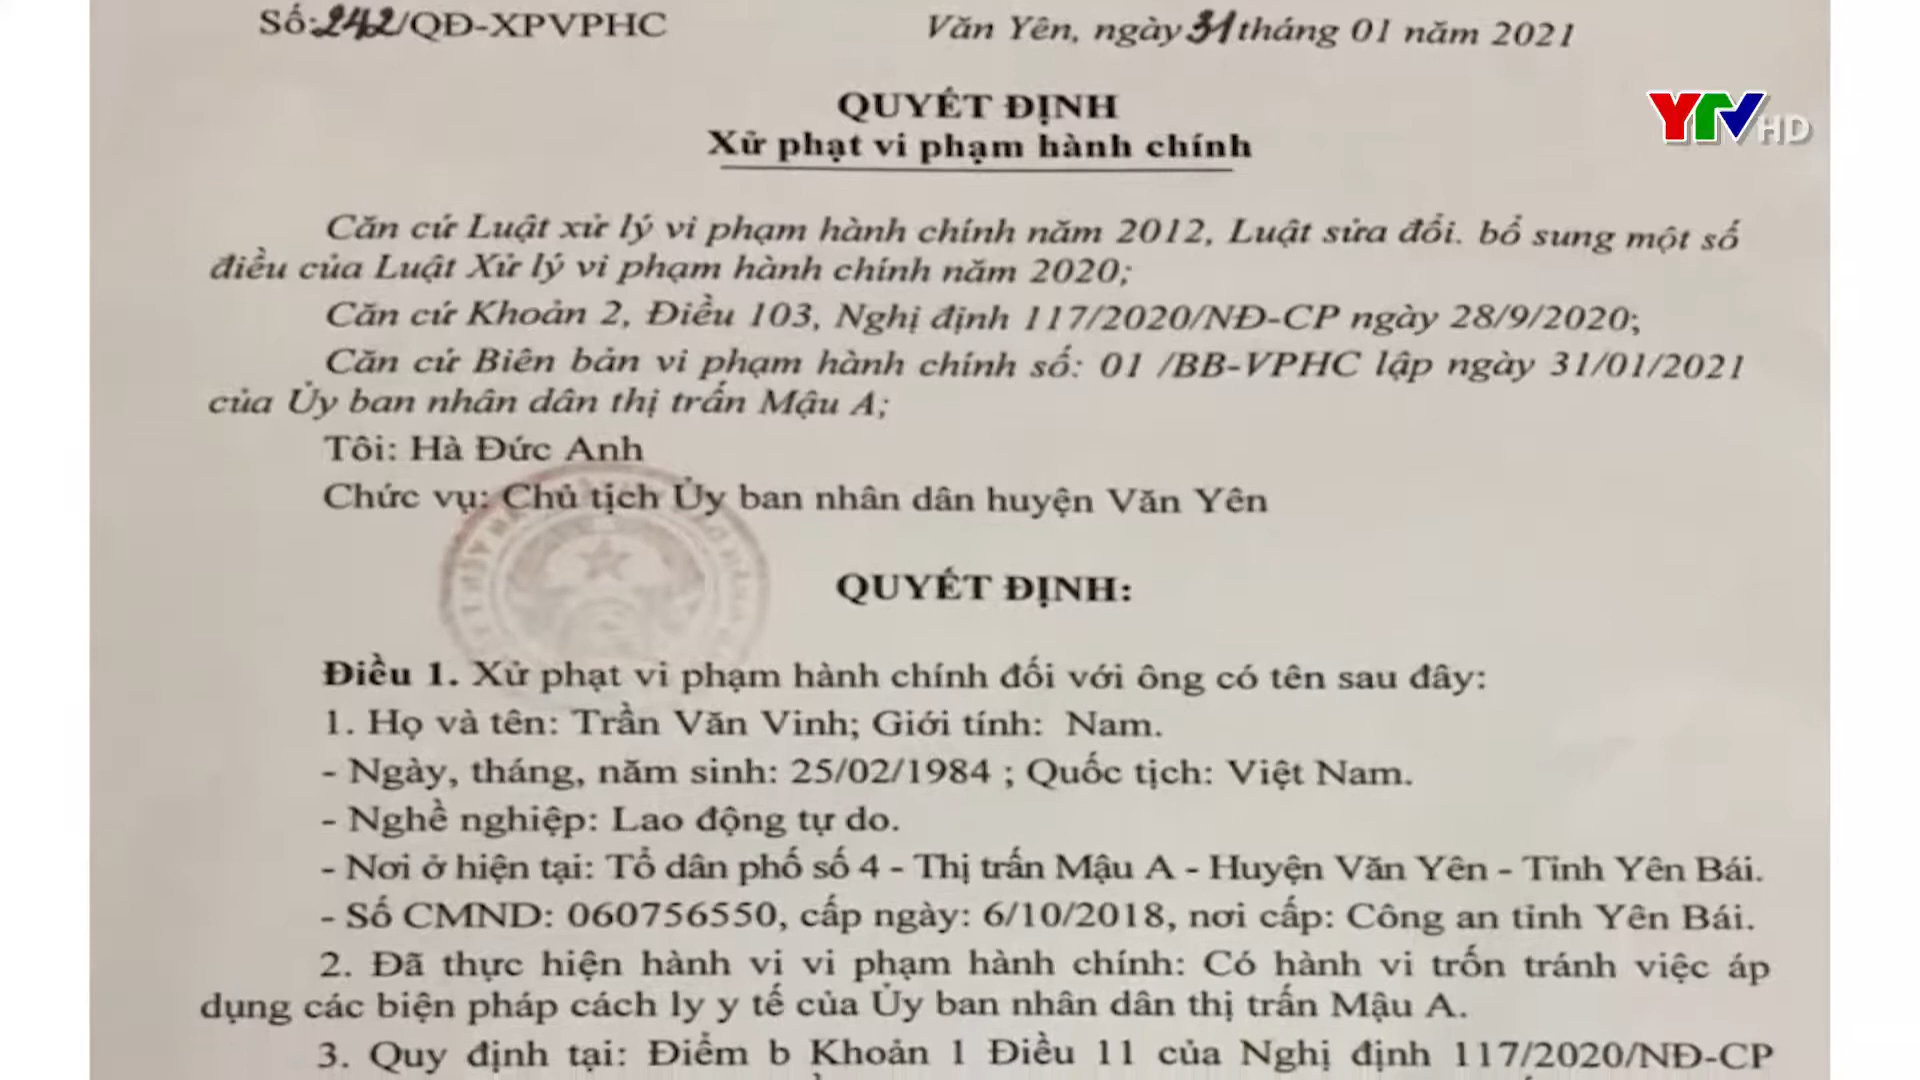 Số: 242/QĐ-XPVPHC
Văn Yên, ngày 31 tháng 01 năm 2021
YTV HD
QUYẾT ĐỊNH
Xử phạt vi phạm hành chính
Căn cứ Luật xử lý vi phạm hành chính năm 2012, Luật sửa đổi. bổ sung một số
điều của Luật Xử lý vi phạm hành chính năm 2020;
Căn cứ Khoản 2, Điều 103, Nghị định 117/2020/NĐ-CP ngày 28/9/2020;
Căn cứ Biên bản vi phạm hành chính số: 01 /BB-VPHC lập ngày 31/01/2021
của Ủy ban nhân dân thị trấn Mậu A;
Tôi: Hà Đức Anh
Chức vụ: Chủ tịch Ủy ban nhân dân huyện Văn Yên
QUYẾT ĐỊNH:
Điều 1. Xử phạt vi phạm hành chính đối với ông có tên sau đây:
1. Họ và tên: Trần Văn Vinh; Giới tính: Nam.
- Ngày, tháng, năm sinh: 25/02/1984 ; Quốc tịch: Việt Nam.
- Nghề nghiệp: Lao động tự do.
- Nơi ở hiện tại: Tổ dân phố số 4 - Thị trấn Mậu A - Huyện Văn Yên - Tỉnh Yên Bái.
- Số CMND: 060756550, cấp ngày: 6/10/2018, nơi cấp: Công an tỉnh Yên Bái.
2. Đã thực hiện hành vi vi phạm hành chính: Có hành vi trốn tránh việc áp
dụng các biện pháp cách ly y tế của Ủy ban nhân dân thị trấn Mậu A.
3. Quy định tại: Điểm b Khoản 1 Điều 11 của Nghị định 117/2020/NĐ-CP